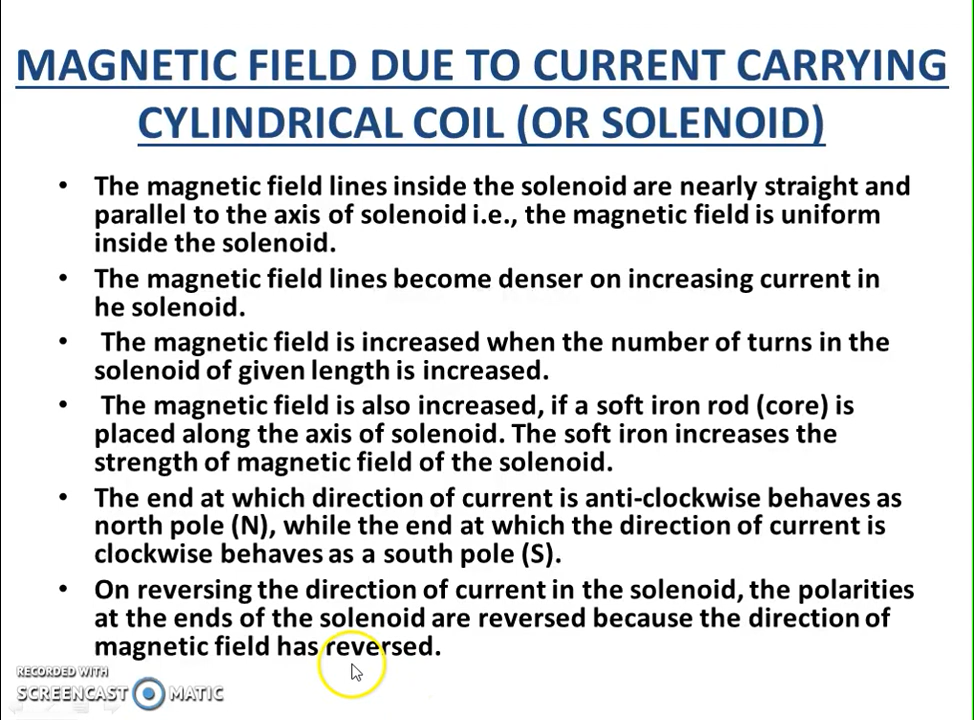 MAGNETIC FIELD DUE TO CURRENT CARRYING
CYLINDRICAL COIL (OR SOLENOID)
• The magnetic field lines inside the solenoid are nearly straight and
parallel to the axis of solenoid i.e., the magnetic field is uniform
inside the solenoid.
• The magnetic field lines become denser on increasing current in
he solenoid.
• The magnetic field is increased when the number of turns in the
solenoid of given length is increased.
• The magnetic field is also increased, if a soft iron rod (core) is
placed along the axis of solenoid. The soft iron increases the
strength of magnetic field of the solenoid.
• The end at which direction of current is anti-clockwise behaves as
north pole (N), while the end at which the direction of current is
clockwise behaves as a south pole (S).
• On reversing the direction of current in the solenoid, the polarities
at the ends of the solenoid are reversed because the direction of
magnetic field has reversed.
RECORDED WITH
SCREENCAST MATIC